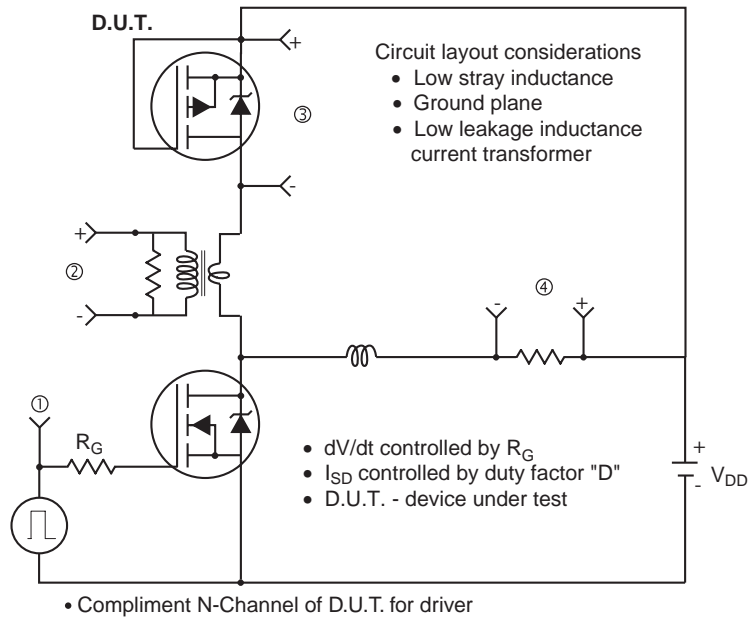 D.U.T.
+
Circuit layout considerations
• Low stray inductance
• Ground plane
• Low leakage inductance
current transformer
③
-
+
②
-
④
- +
①
R_G
• dV/dt controlled by R_G
• I_SD controlled by duty factor "D"
• D.U.T. - device under test
+
V_DD
-
• Compliment N-Channel of D.U.T. for driver